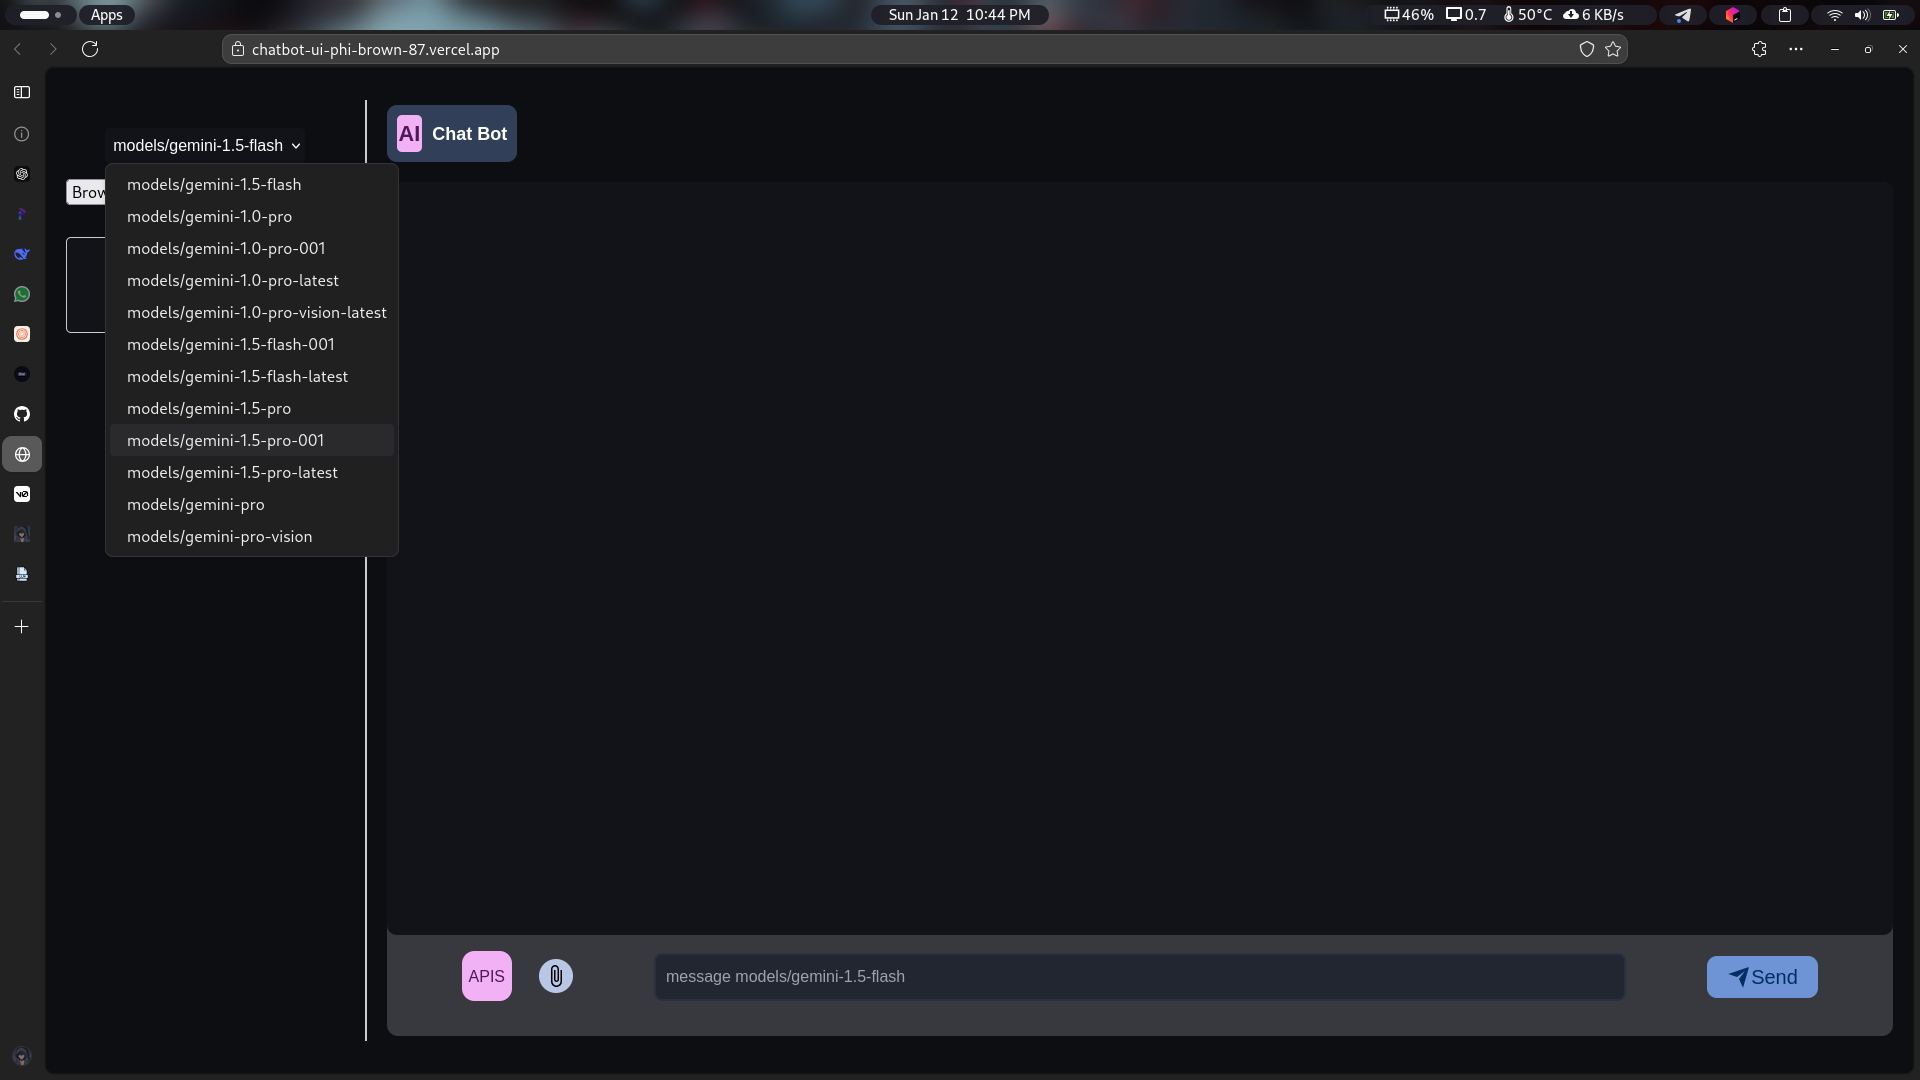 Apps
Sun Jan 12 10:44 PM
46% 0.7 50°C 6 KB/s
chatbot-ui-phi-brown-87.vercel.app
AI Chat Bot
models/gemini-1.5-flash
Brow
models/gemini-1.5-flash
models/gemini-1.0-pro
models/gemini-1.0-pro-001
models/gemini-1.0-pro-latest
models/gemini-1.0-pro-vision-latest
models/gemini-1.5-flash-001
models/gemini-1.5-flash-latest
models/gemini-1.5-pro
models/gemini-1.5-pro-001
models/gemini-1.5-pro-latest
models/gemini-pro
models/gemini-pro-vision
APIS
message models/gemini-1.5-flash
Send